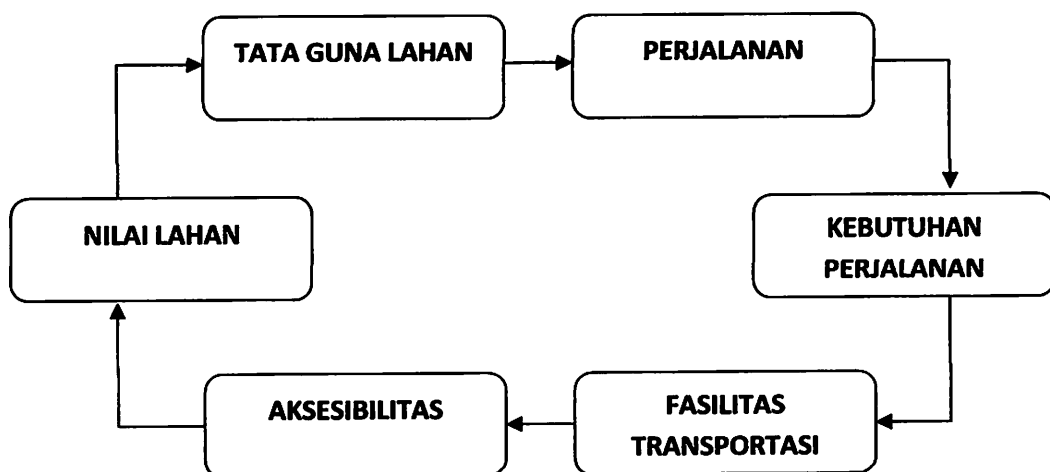 TATA GUNA LAHAN
PERJALANAN
NILAI LAHAN
KEBUTUHAN
PERJALANAN
AKSESIBILITAS
FASILITAS
TRANSPORTASI